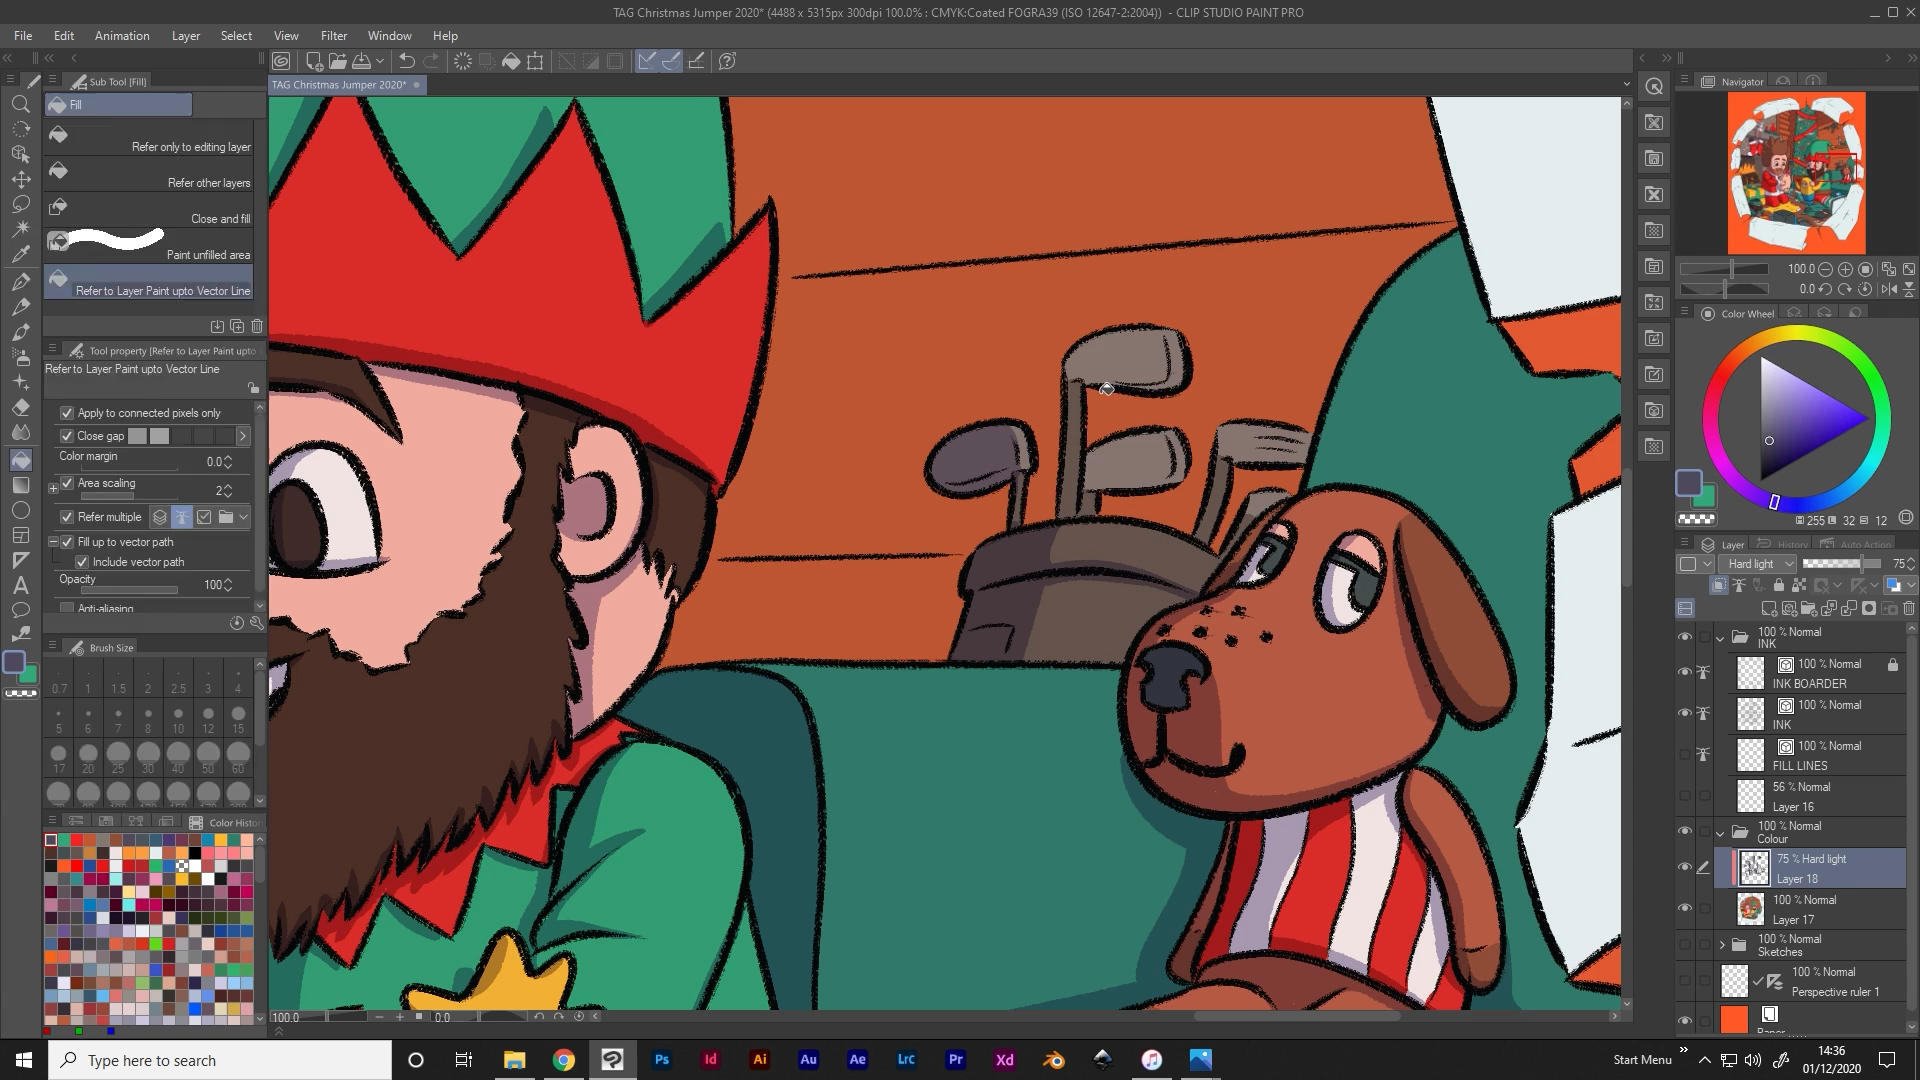 TAG Christmas Jumper 2020* (4488 x 5315px 300dpi 100.0% : CMYK:Coated FOGRA39 (ISO 12647-2:2004)) - CLIP STUDIO PAINT PRO
File Edit Animation Layer Select View Filter Window Help
Sub Tool [Fill]
TAG Christmas Jumper 2020*
Navigator
Fill
Refer only to editing layer
Refer other layers
Close and fill
Paint unfilled area
Refer to Layer Paint upto Vector Line
100.0
0.0
Color Wheel
Tool property [Refer to Layer Paint upto
Refer to Layer Paint upto Vector Line
Apply to connected pixels only
Close gap
Color margin 0.0
Area scaling 2
Refer multiple
Fill up to vector path
Include vector path
Opacity 100
Anti-aliasing
255 32 12
Layer History Auto Action
Hard light 75
Brush Size
0.7 1 1.5 2 2.5 3 4
5 6 7 8 10 12 15
17 20 25 30 40 50 60
Color Histor
100 % Normal
INK
100 % Normal
INK BOARDER
100 % Normal
INK
100 % Normal
FILL LINES
56 % Normal
Layer 16
100 % Normal
Colour
75 % Hard light
Layer 18
100 % Normal
Layer 17
100 % Normal
Sketches
100 % Normal
Perspective ruler 1
Paper
100.0 0.0
Type here to search
Ps Id Ai Au Ae Lrc Pr Xd
Start Menu
14:36
01/12/2020